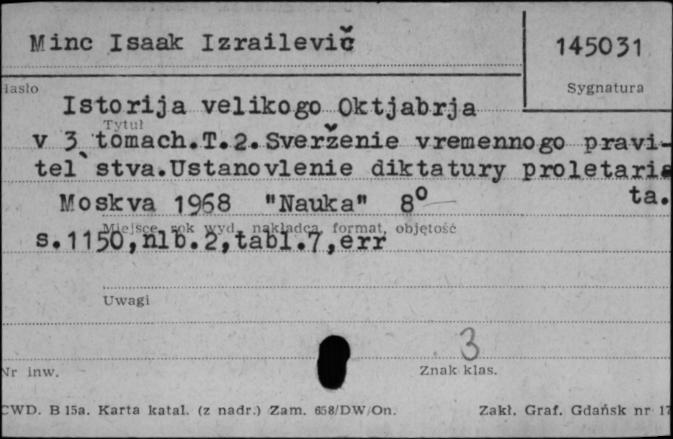 Minc Isaak Izrailevič
145031
Hasło
Sygnatura
Istorija velikogo Oktjabrja
Tytuł
v 3 tomach.T.2.Sverženie vremennogo pravi-
tel`stva.Ustanovlenie diktatury proletaria
ta.
Moskva 1968 "Nauka" 8°
Miejsce, rok wyd., nakładca, format, objętość
s.1150,nlb.2,tabl.7,err
Uwagi
3
Nr inw.
Znak klas.
CWD. B 15a. Karta katal. (z nadr.) Zam. 658/DW/On.
Zakł. Graf. Gdańsk nr 17